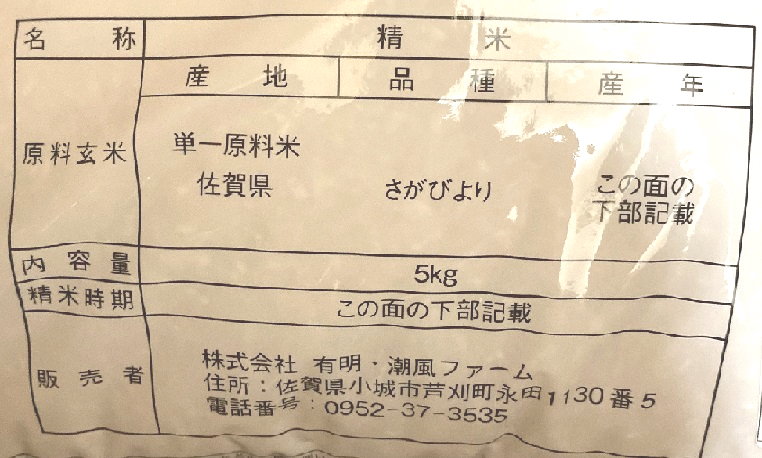 名称 精米
産地 品種 産年
原料玄米
単一原料米
佐賀県 さがびより
この面の
下部記載
内容量 5kg
精米時期 この面の下部記載
販売者
株式会社 有明・潮風ファーム
住所:佐賀県小城市芦刈町永田1130番5
電話番号:0952-37-3535